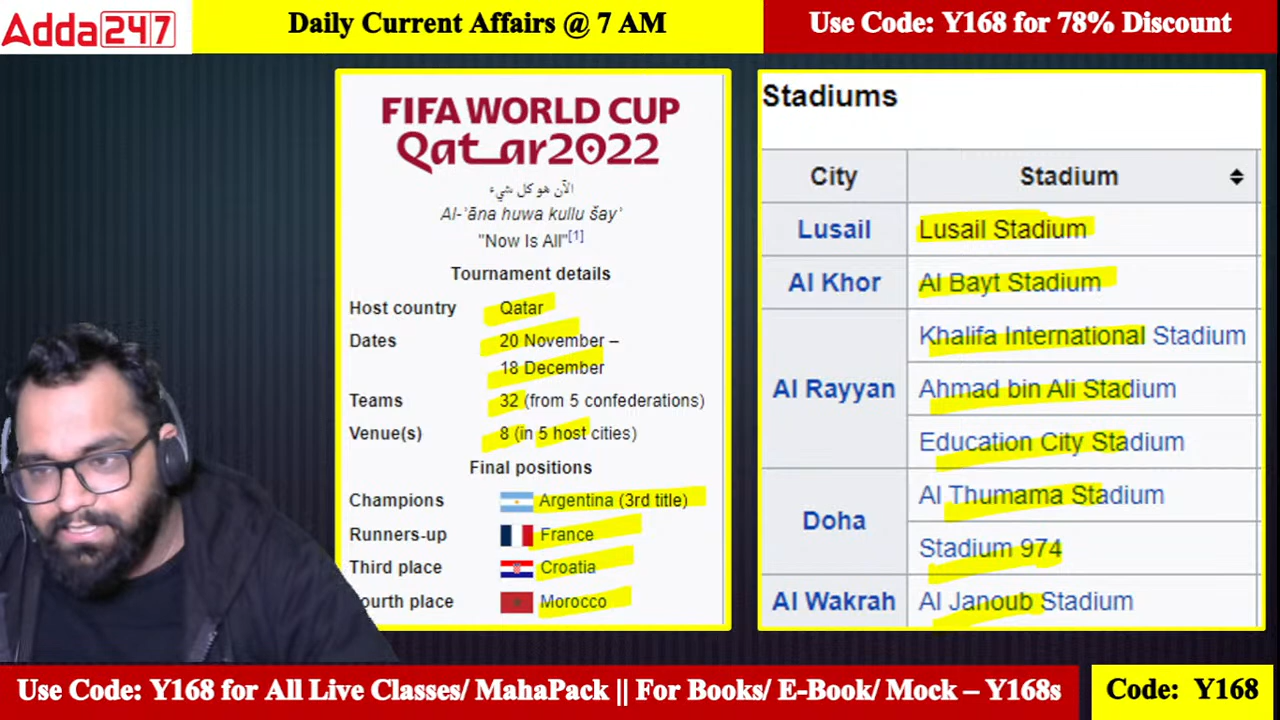 Adda247
Daily Current Affairs @ 7 AM
Use Code: Y168 for 78% Discount
FIFA WORLD CUP
Qatar2022
الآن هو كل شيء
Al-ʾāna huwa kullu šayʾ
"Now Is All"[1]
Tournament details
Host country Qatar
Dates 20 November –
18 December
Teams 32 (from 5 confederations)
Venue(s) 8 (in 5 host cities)
Final positions
Champions Argentina (3rd title)
Runners-up France
Third place Croatia
ourth place Morocco
Stadiums
City Stadium
Lusail Lusail Stadium
Al Khor Al Bayt Stadium
Al Rayyan Khalifa International Stadium
Ahmad bin Ali Stadium
Education City Stadium
Doha Al Thumama Stadium
Stadium 974
Al Wakrah Al Janoub Stadium
Use Code: Y168 for All Live Classes/ MahaPack || For Books/ E-Book/ Mock – Y168s
Code: Y168